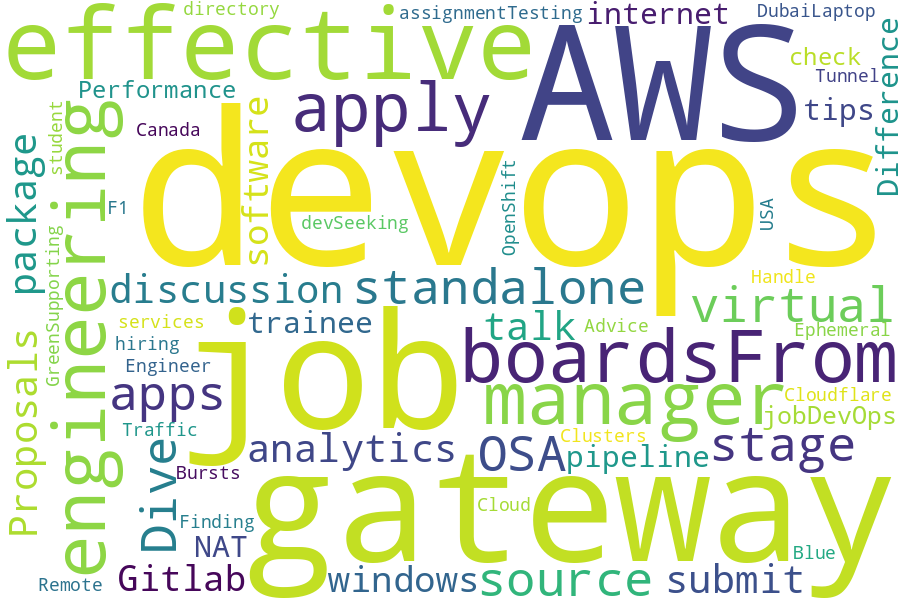 directory
assignmentTesting
internet
DubaiLaptop
effective
AWS
check
Tunnel
Performance
apply
tips
Difference
Canada
student
engineering
software
devops
package
F1
devSeeking
OpenShift
USA
GreenSupporting
discussion
standalone
Handle
virtual
services
trainee
talk
Advice
Ephemeral
hiring
job
boardsFrom
Proposals
Engineer
apps
manager
Cloudflare
jobDevOps
Traffic
Dive
analytics
OSA
Clusters
pipeline
stage
Bursts
gateway
Cloud
Finding
NAT
Blue
Remote
Gitlab
windows
source
submit